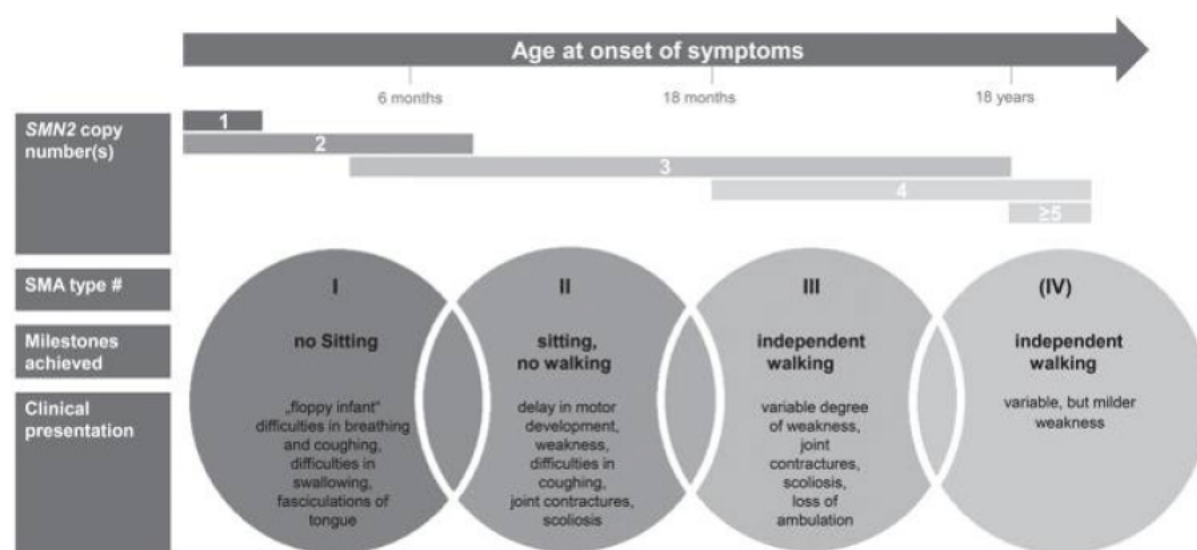 Age at onset of symptoms
6 months
18 months
18 years
SMN2 copy
number(s)
1
2
3
4
≥5
SMA type #
I
II
III
(IV)
Milestones
achieved
no Sitting
sitting,
no walking
independent
walking
independent
walking
Clinical
presentation
„floppy infant“
difficulties in breathing
and coughing,
difficulties in
swallowing,
fasciculations of
tongue
delay in motor
development,
weakness,
difficulties in
coughing,
joint contractures,
scoliosis
variable degree
of weakness,
joint
contractures,
scoliosis,
loss of
ambulation
variable, but milder
weakness